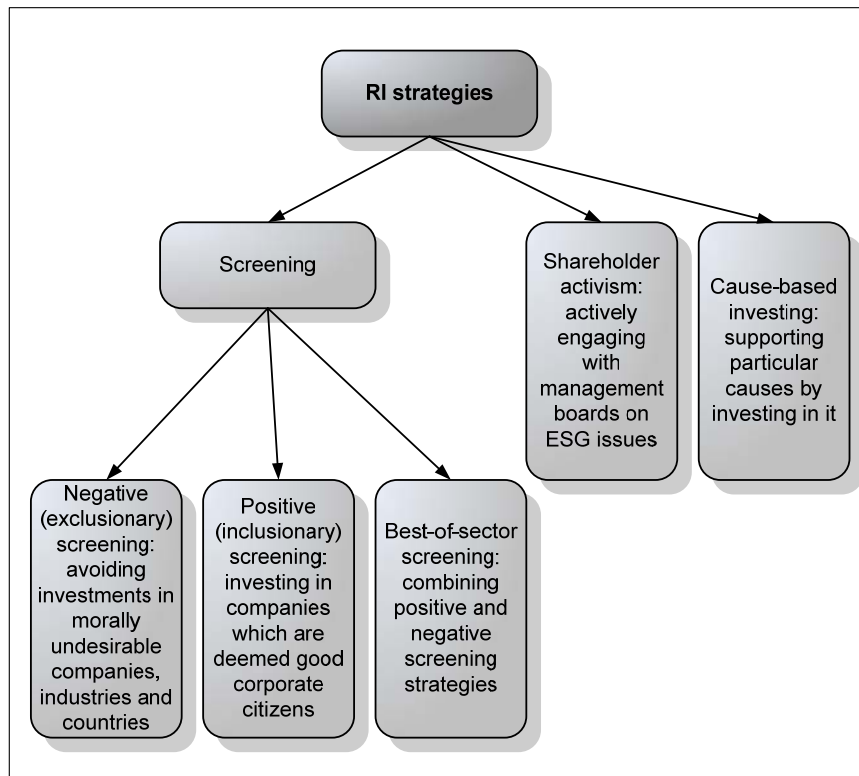 RI strategies
Screening
Shareholder
activism:
actively
engaging
with
management
boards on
ESG issues
Cause-based
investing:
supporting
particular
causes by
investing in it
Negative
(exclusionary)
screening:
avoiding
investments in
morally
undesirable
companies,
industries and
countries
Positive
(inclusionary)
screening:
investing in
companies
which are
deemed good
corporate
citizens
Best-of-sector
screening:
combining
positive and
negative
screening
strategies